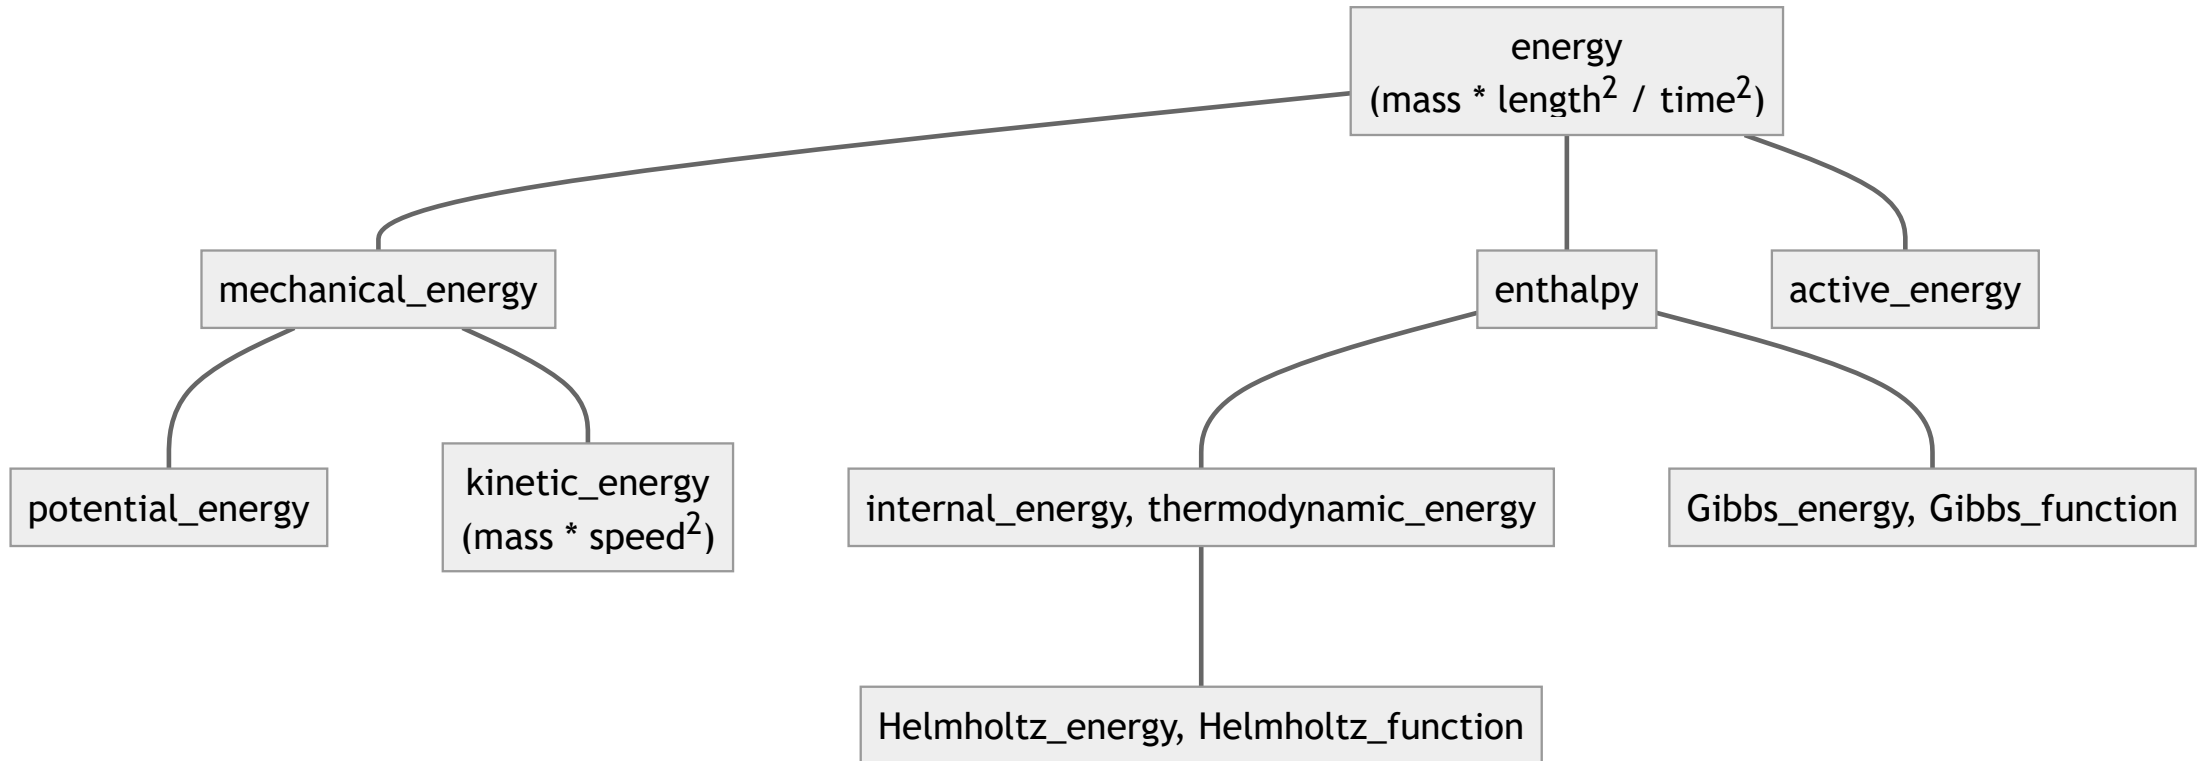 energy
(mass * length² / time²)
mechanical_energy
enthalpy
active_energy
potential_energy
kinetic_energy
(mass * speed²)
internal_energy, thermodynamic_energy
Gibbs_energy, Gibbs_function
Helmholtz_energy, Helmholtz_function